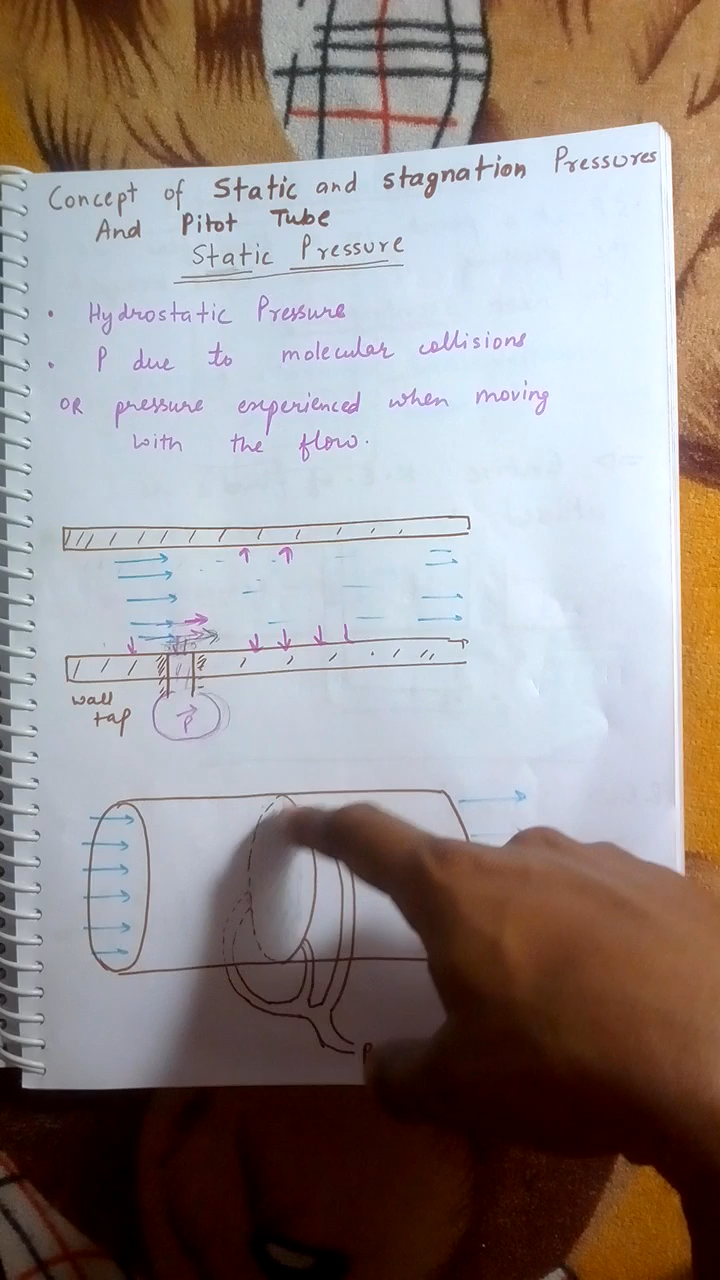 Concept of Static and stagnation Pressures
And Pitot Tube
Static Pressure
• Hydrostatic Pressure
• P due to molecular collisions
OR pressure experienced when moving
with the flow.
wall
tap
P
P